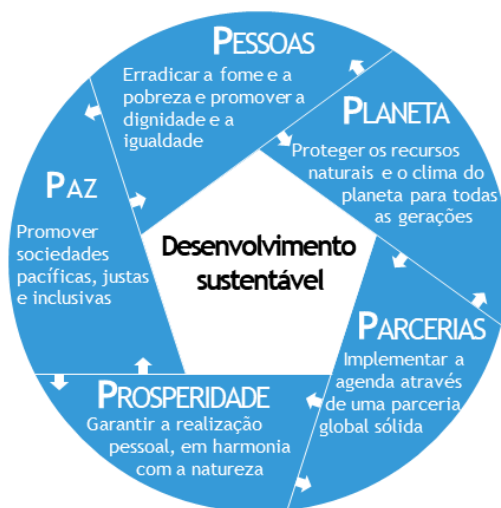 PESSOAS
Erradicar a fome e a
pobreza e promover a
dignidade e a
igualdade
PLANETA
Proteger os recursos
naturais e o clima do
planeta para todas
as gerações
PAZ
Promover
sociedades
pacíficas, justas
e inclusivas
Desenvolvimento
sustentável
PARCERIAS
Implementar a
agenda através
de uma parceria
global sólida
PROSPERIDADE
Garantir a realização
pessoal, em harmonia
com a natureza